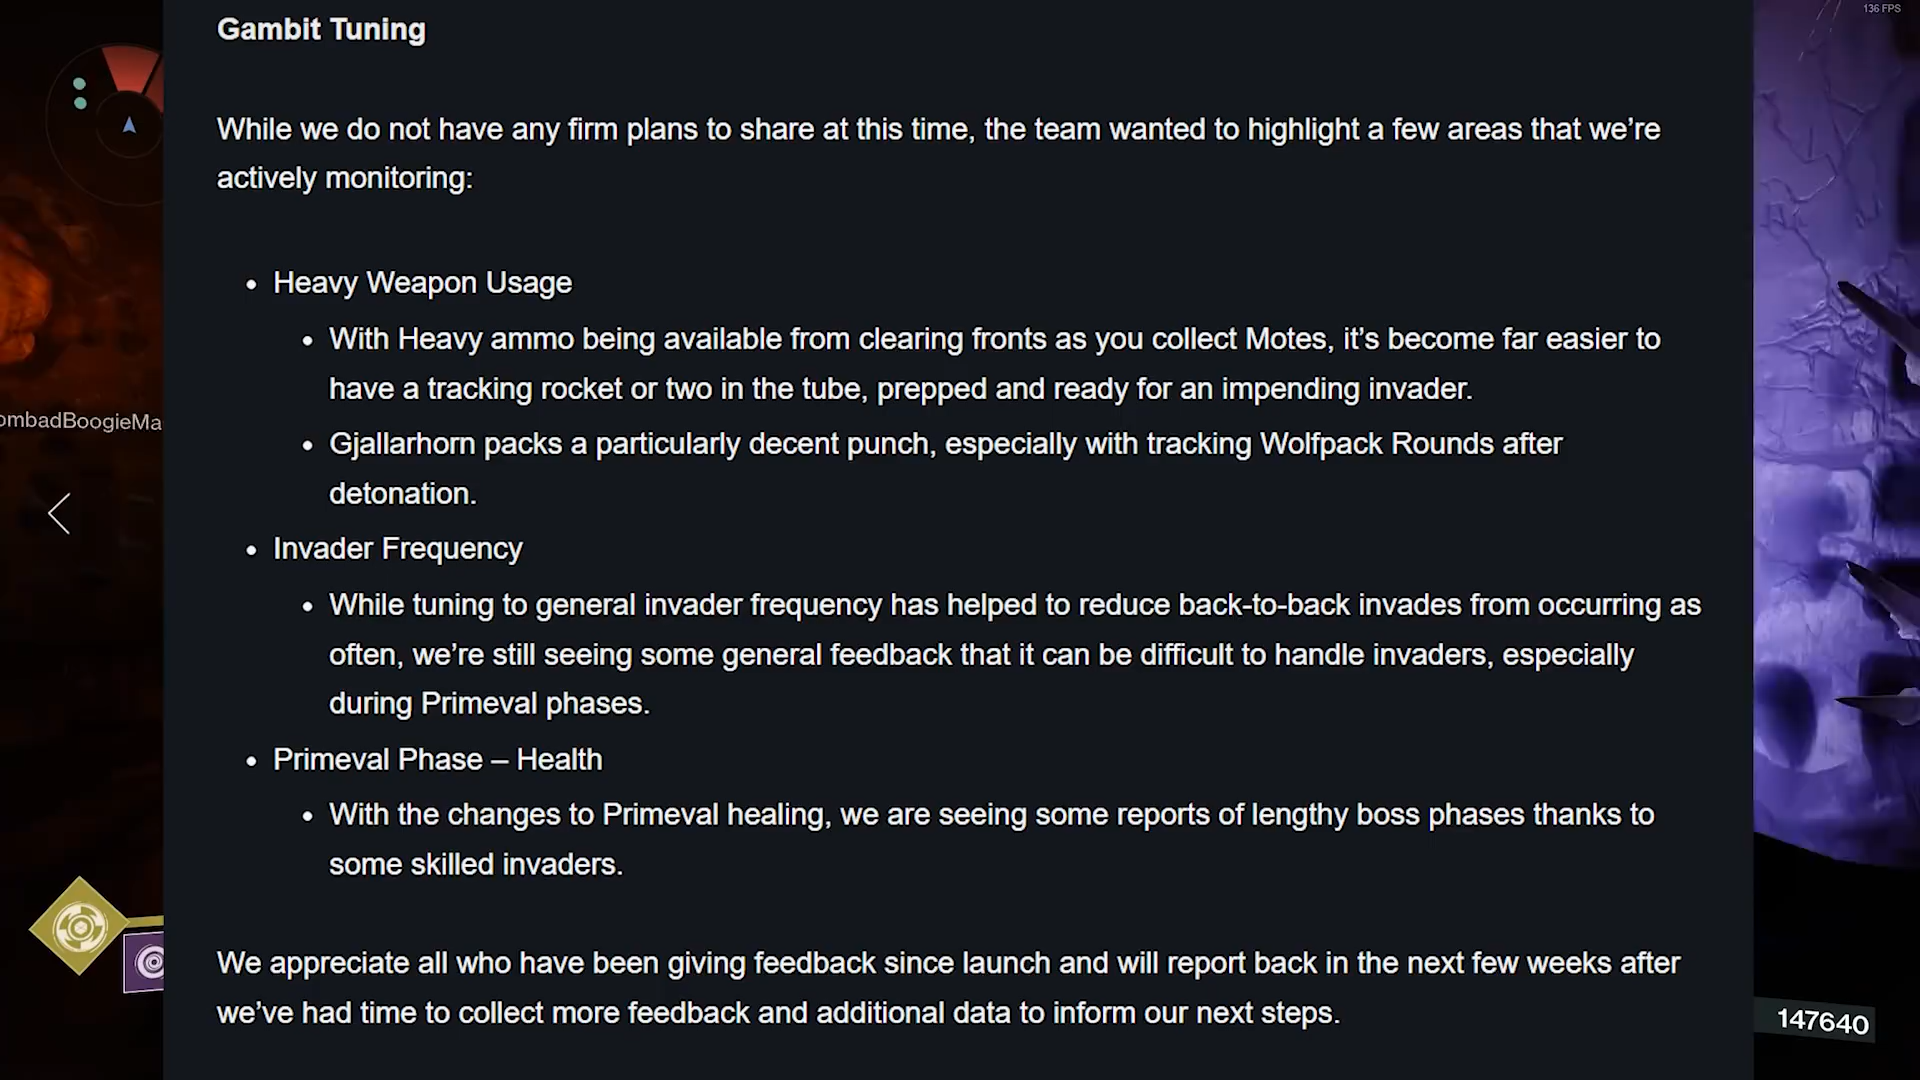 136 FPS
Gambit Tuning
While we do not have any firm plans to share at this time, the team wanted to highlight a few areas that we’re
actively monitoring:
• Heavy Weapon Usage
• With Heavy ammo being available from clearing fronts as you collect Motes, it’s become far easier to
have a tracking rocket or two in the tube, prepped and ready for an impending invader.
ombadBoogieMa
• Gjallarhorn packs a particularly decent punch, especially with tracking Wolfpack Rounds after
detonation.
• Invader Frequency
• While tuning to general invader frequency has helped to reduce back-to-back invades from occurring as
often, we’re still seeing some general feedback that it can be difficult to handle invaders, especially
during Primeval phases.
• Primeval Phase – Health
• With the changes to Primeval healing, we are seeing some reports of lengthy boss phases thanks to
some skilled invaders.
We appreciate all who have been giving feedback since launch and will report back in the next few weeks after
we’ve had time to collect more feedback and additional data to inform our next steps.
147640